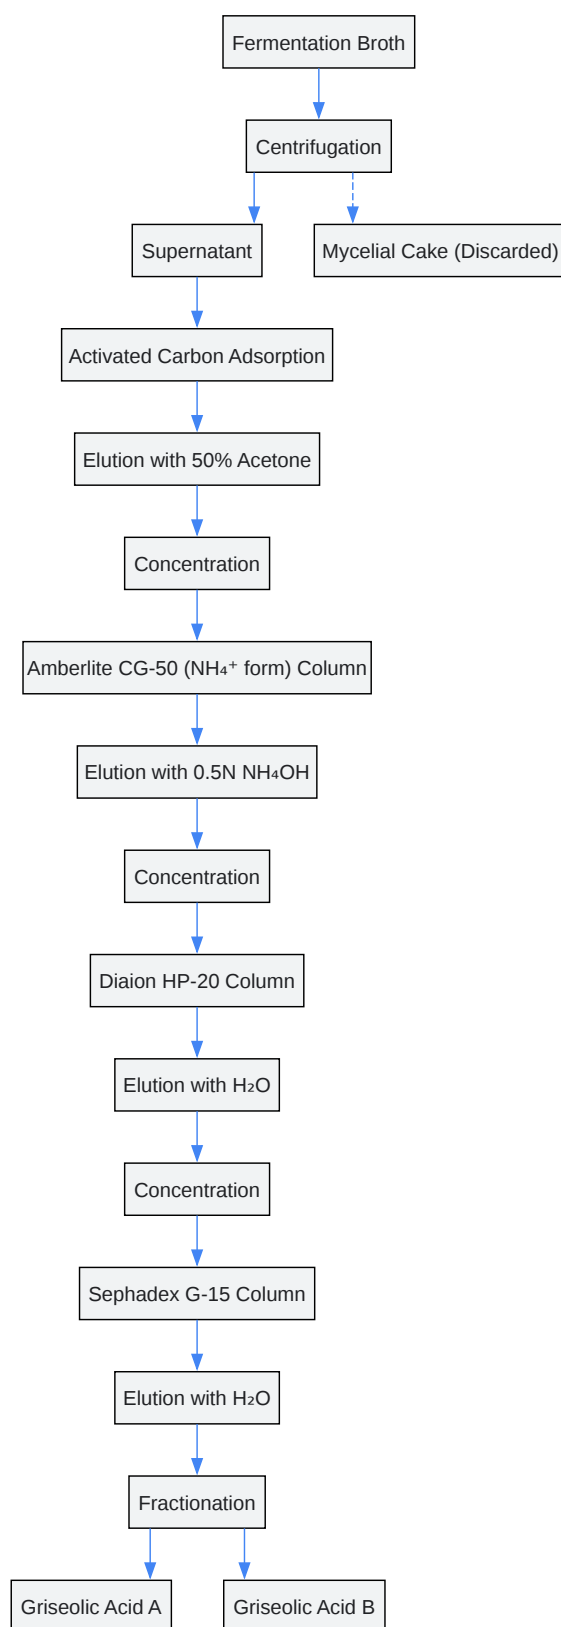 Fermentation Broth
Centrifugation
Supernatant
Mycelial Cake (Discarded)
Activated Carbon Adsorption
Elution with 50% Acetone
Concentration
Amberlite CG-50 (NH₄⁺ form) Column
Elution with 0.5N NH₄OH
Concentration
Diaion HP-20 Column
Elution with H₂O
Concentration
Sephadex G-15 Column
Elution with H₂O
Fractionation
Griseolic Acid A
Griseolic Acid B